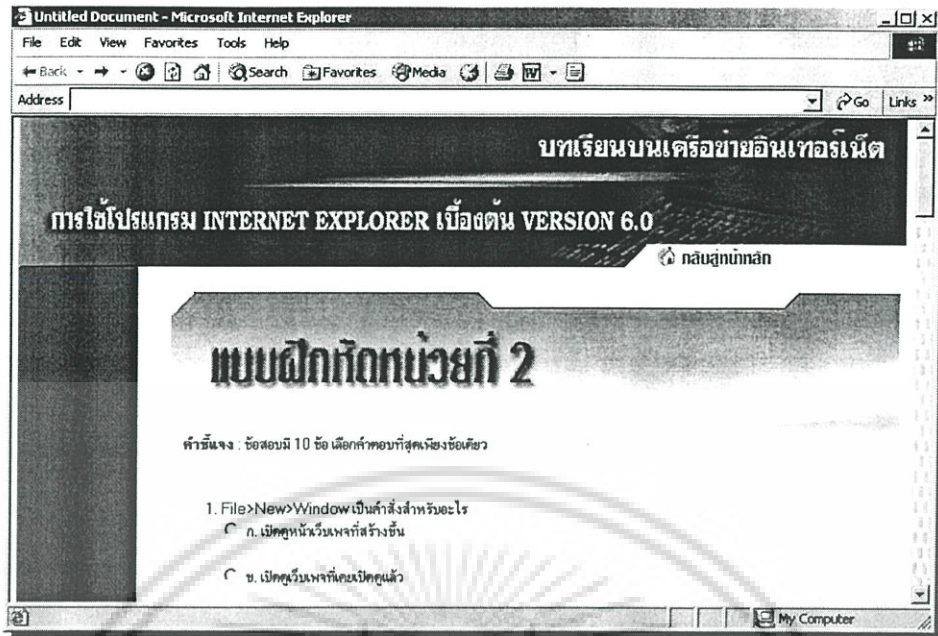 Untitled Document - Microsoft Internet Explorer
File Edit View Favorites Tools Help
Back Search Favorites Media
Address Go Links »
บทเรียนบนเครือข่ายอินเทอร์เน็ต
การใช้โปรแกรม INTERNET EXPLORER เบื้องต้น VERSION 6.0
กลับสู่หน้าหลัก
แบบฝึกหัดหน่วยที่ 2
คำชี้แจง : ข้อสอบมี 10 ข้อ เลือกคำตอบที่สุดเพียงข้อเดียว
1. File>New>Window เป็นคำสั่งสำหรับอะไร
ก. เปิดดูหน้าเว็บเพจที่สร้างขึ้น
ข. เปิดดูเว็บเพจที่เคยเปิดดูแล้ว
My Computer